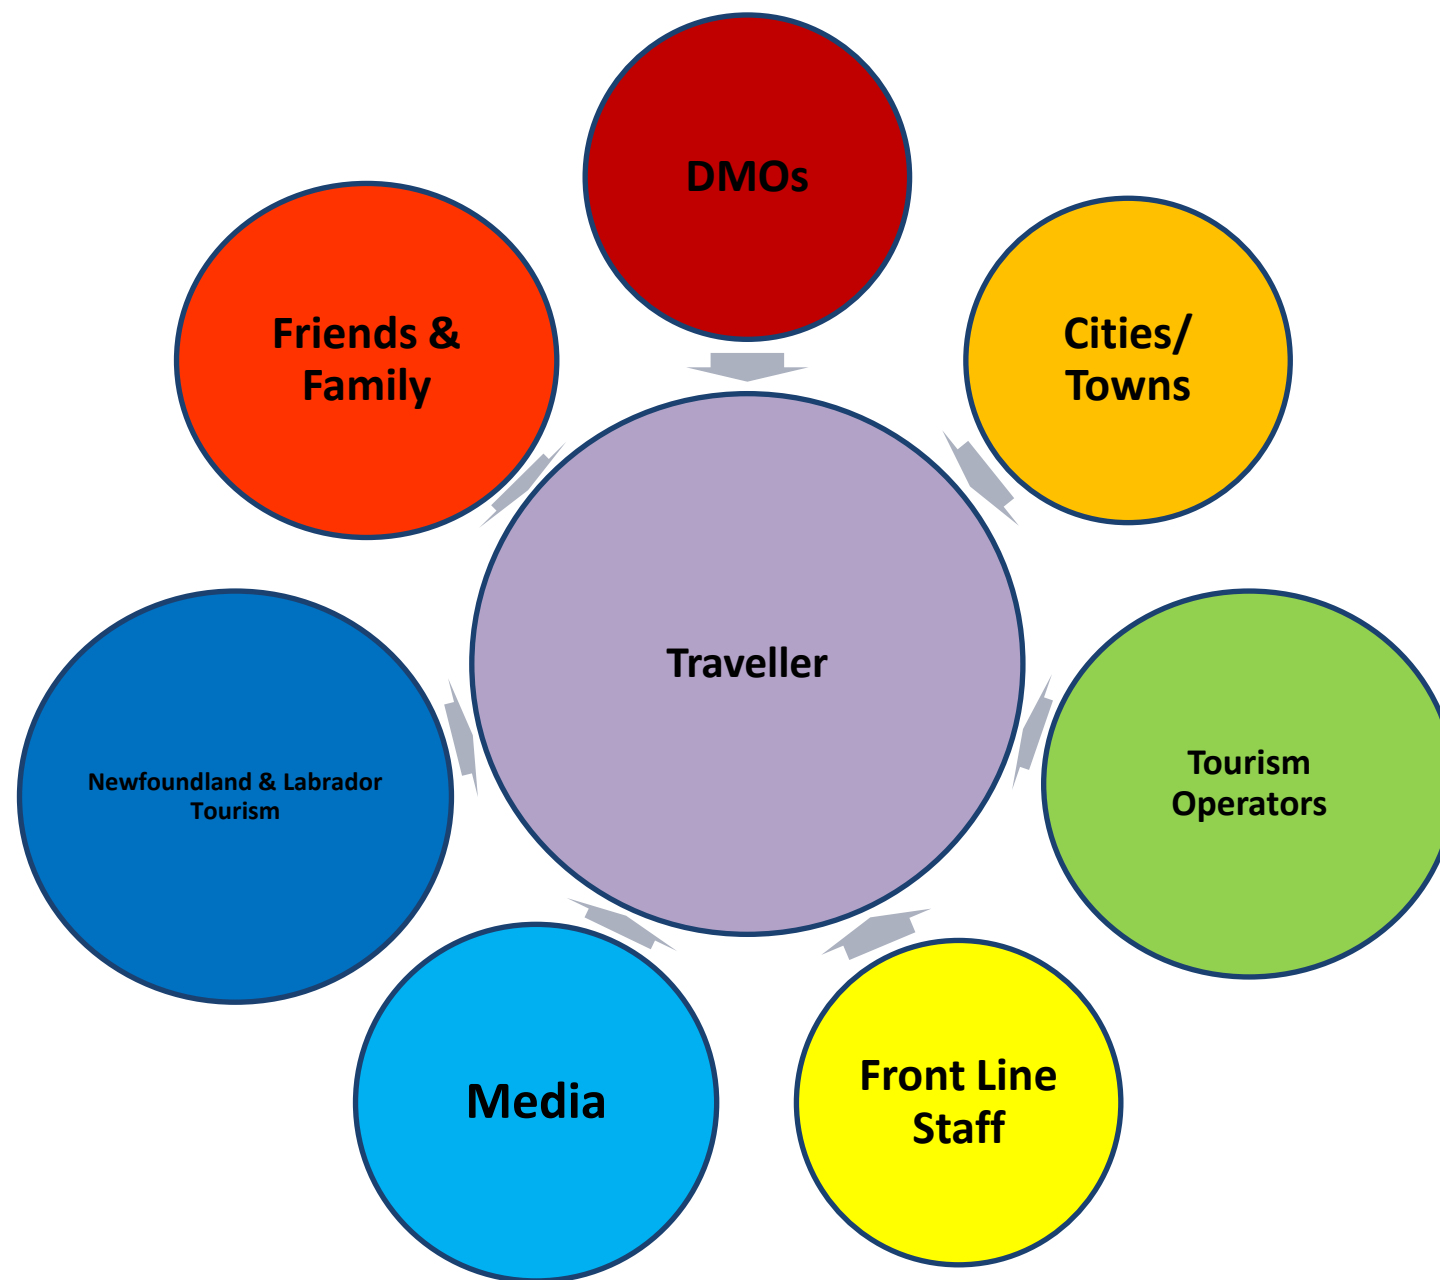 DMOs
Friends &
Family
Cities/
Towns
Traveller
Newfoundland & Labrador
Tourism
Tourism
Operators
Media
Front Line
Staff